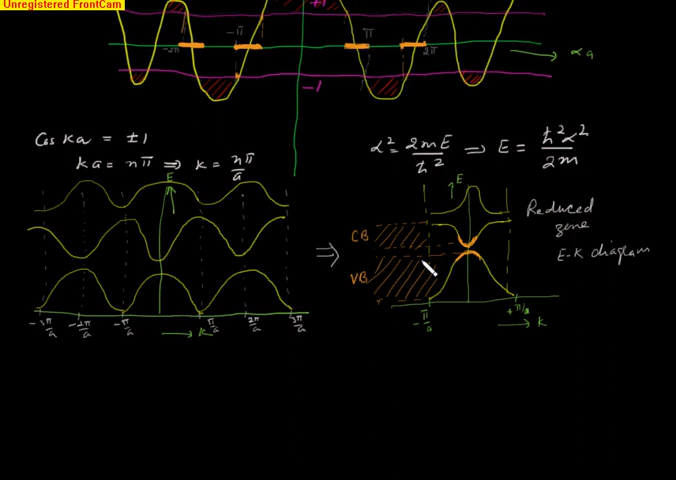 Unregistered FrontCam
+1
-2π
-π
π
2π
αa
-1
Cos Ka = ±1
Ka = nπ ⟹ K = nπ/a
α² = 2mE/ħ² ⟹ E = ħ²α²/2m
E
E
Reduced
zone
E-K diagram
CB
VB
⟹
-3π/a
-2π/a
-π/a
π/a
2π/a
3π/a
→ K
-π/a
+π/a
→ K